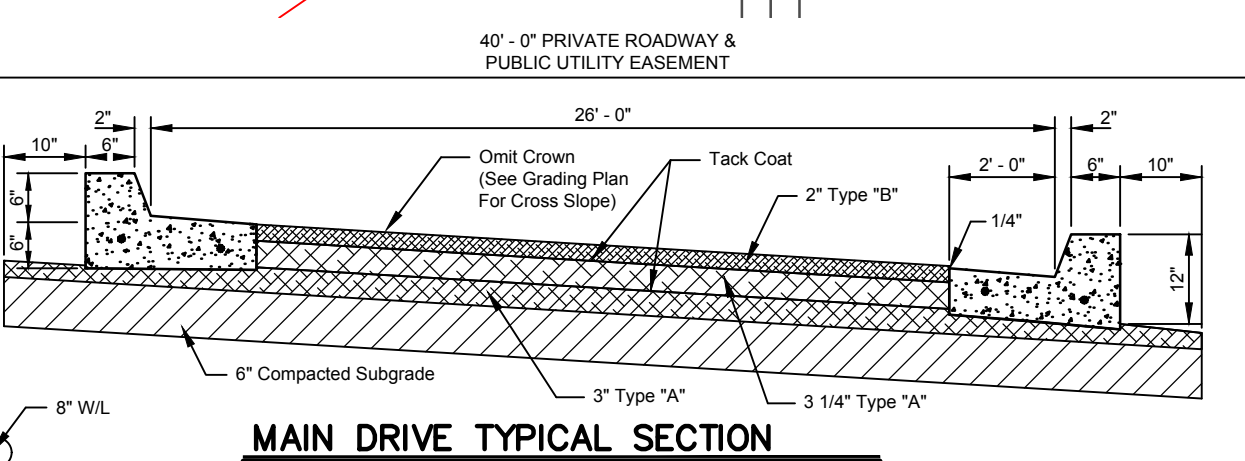 40' - 0" PRIVATE ROADWAY &
PUBLIC UTILITY EASEMENT
2"
26' - 0"
2"
10"
6"
Omit Crown
(See Grading Plan
For Cross Slope)
Tack Coat
2' - 0"
6"
10"
2" Type "B"
1/4"
6"
6"
12"
6" Compacted Subgrade
3" Type "A"
3 1/4" Type "A"
8" W/L
MAIN DRIVE TYPICAL SECTION